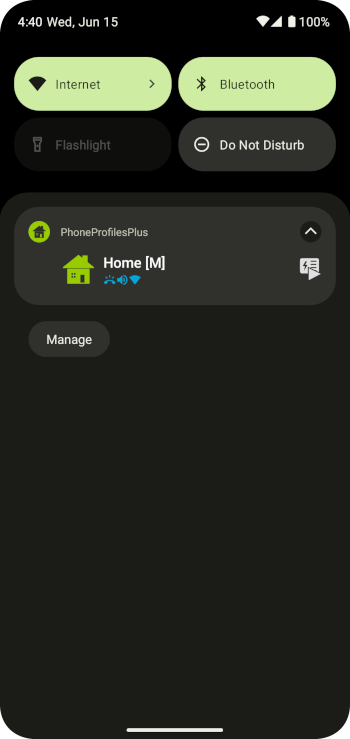 4:40 Wed, Jun 15
100%
Internet
Bluetooth
Flashlight
Do Not Disturb
PhoneProfilesPlus
Home [M]
Manage